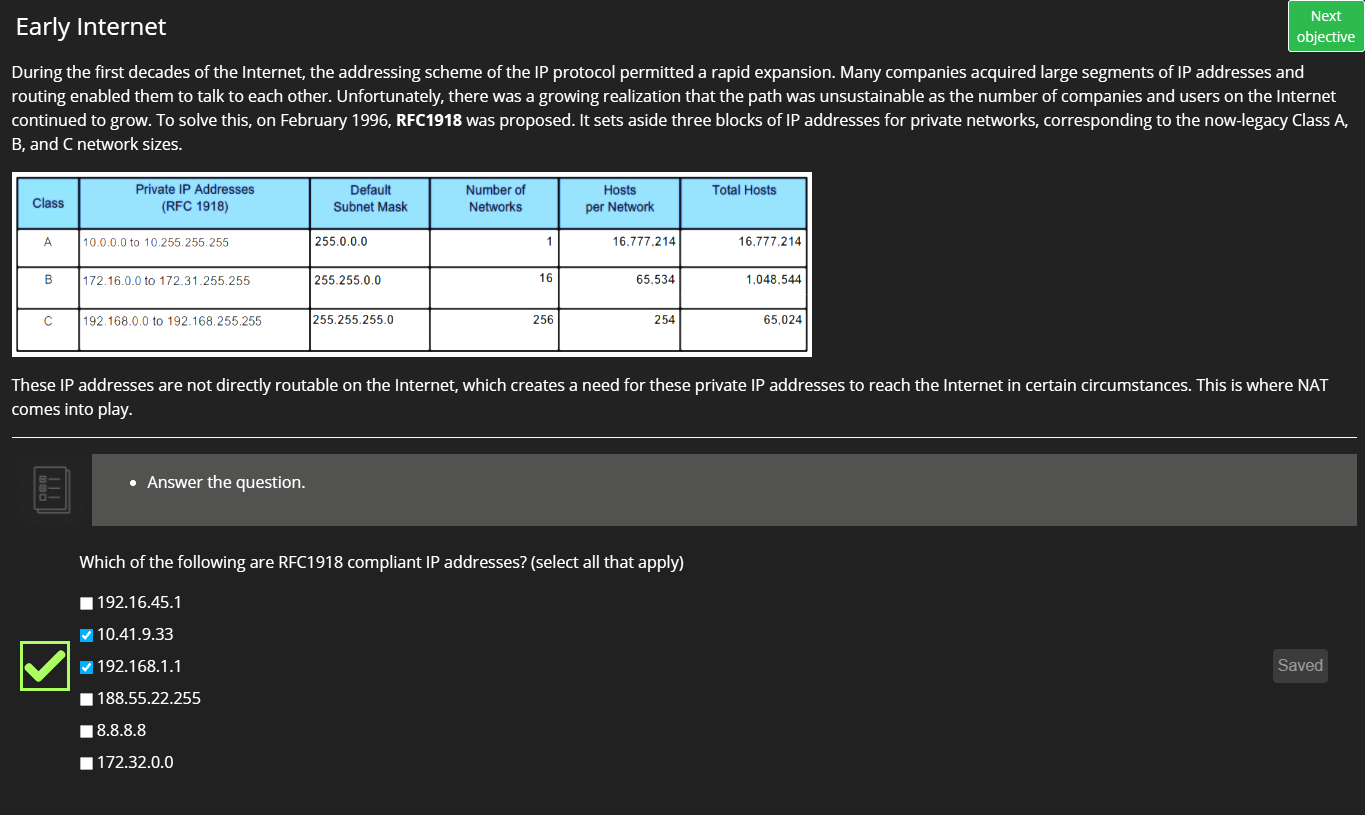 Early Internet
Next
objective
During the first decades of the Internet, the addressing scheme of the IP protocol permitted a rapid expansion. Many companies acquired large segments of IP addresses and
routing enabled them to talk to each other. Unfortunately, there was a growing realization that the path was unsustainable as the number of companies and users on the Internet
continued to grow. To solve this, on February 1996, RFC1918 was proposed. It sets aside three blocks of IP addresses for private networks, corresponding to the now-legacy Class A,
B, and C network sizes.
Class Private IP Addresses (RFC 1918) Default Subnet Mask Number of Networks Hosts per Network Total Hosts
A 10.0.0.0 to 10.255.255.255 255.0.0.0 1 16.777.214 16.777.214
B 172.16.0.0 to 172.31.255.255 255.255.0.0 16 65.534 1.048.544
C 192.168.0.0 to 192.168.255.255 255.255.255.0 256 254 65,024
These IP addresses are not directly routable on the Internet, which creates a need for these private IP addresses to reach the Internet in certain circumstances. This is where NAT
comes into play.
• Answer the question.
Which of the following are RFC1918 compliant IP addresses? (select all that apply)
192.16.45.1
10.41.9.33
192.168.1.1
Saved
188.55.22.255
8.8.8.8
172.32.0.0